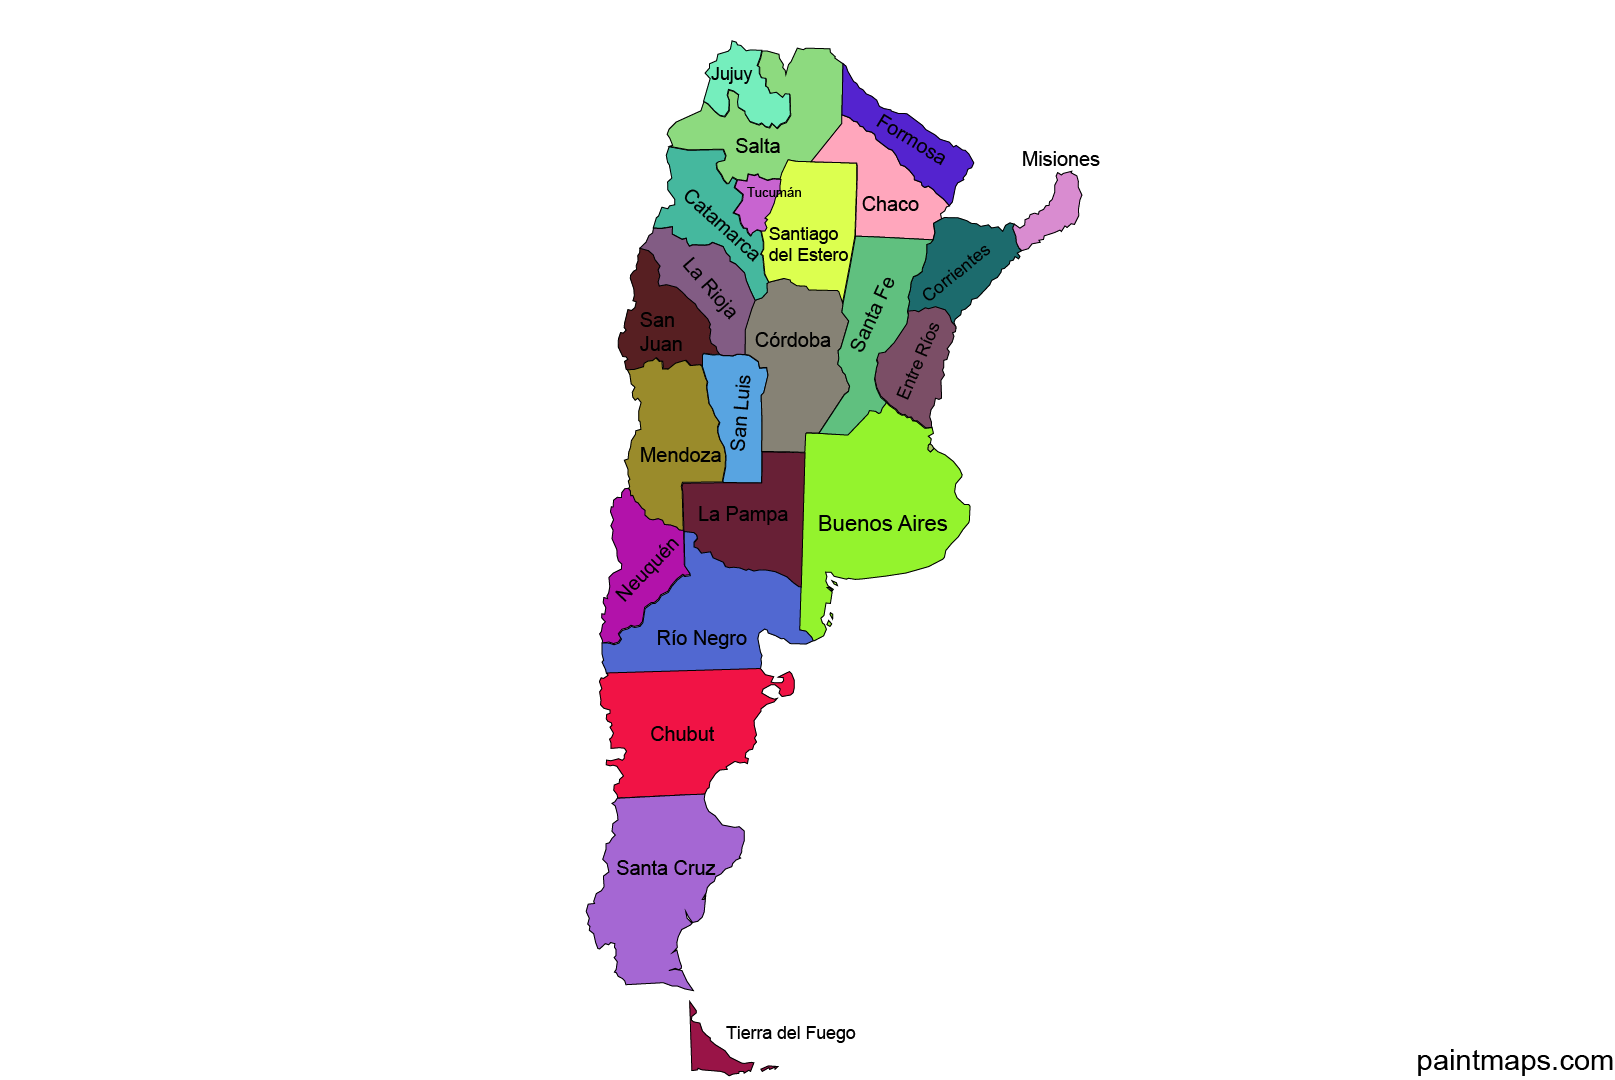 Jujuy
Formosa
Salta
Misiones
Tucumán
Catamarca
Chaco
Santiago
del Estero
Corrientes
La Rioja
Santa Fe
San
Juan
Córdoba
Entre Ríos
San Luis
Mendoza
La Pampa
Buenos Aires
Neuquén
Río Negro
Chubut
Santa Cruz
Tierra del Fuego
paintmaps.com